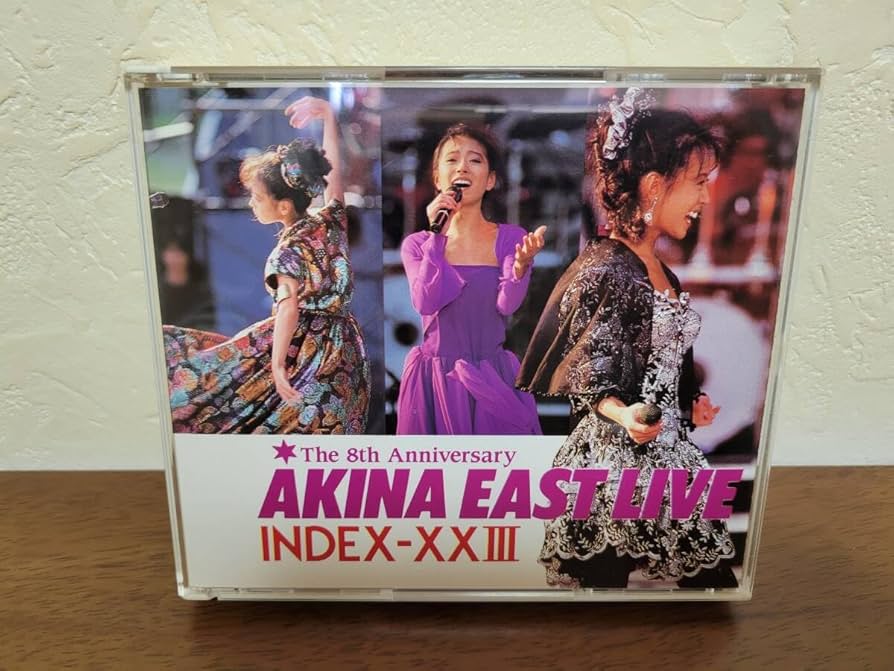 ★The 8th Anniversary
AKINA EAST LIVE
INDEX-XXIII